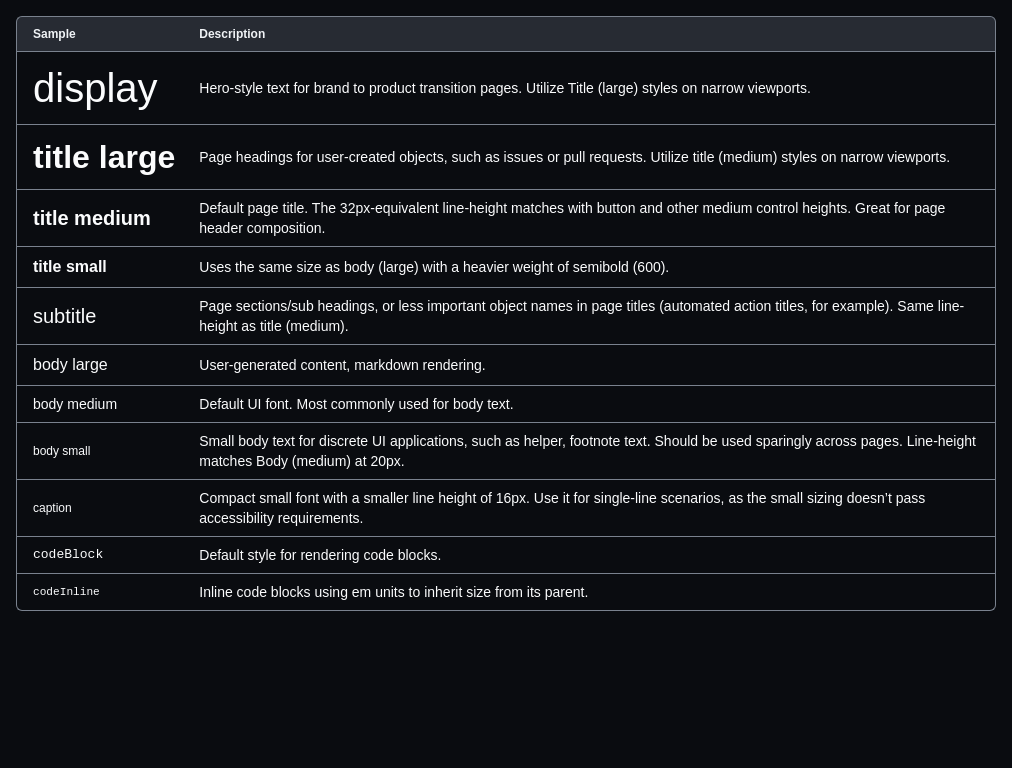 Sample Description
display Hero-style text for brand to product transition pages. Utilize Title (large) styles on narrow viewports.
title large Page headings for user-created objects, such as issues or pull requests. Utilize title (medium) styles on narrow viewports.
title medium Default page title. The 32px-equivalent line-height matches with button and other medium control heights. Great for page
header composition.
title small Uses the same size as body (large) with a heavier weight of semibold (600).
subtitle Page sections/sub headings, or less important object names in page titles (automated action titles, for example). Same line-
height as title (medium).
body large User-generated content, markdown rendering.
body medium Default UI font. Most commonly used for body text.
body small Small body text for discrete UI applications, such as helper, footnote text. Should be used sparingly across pages. Line-height
matches Body (medium) at 20px.
caption Compact small font with a smaller line height of 16px. Use it for single-line scenarios, as the small sizing doesn’t pass
accessibility requirements.
codeBlock Default style for rendering code blocks.
codeInline Inline code blocks using em units to inherit size from its parent.